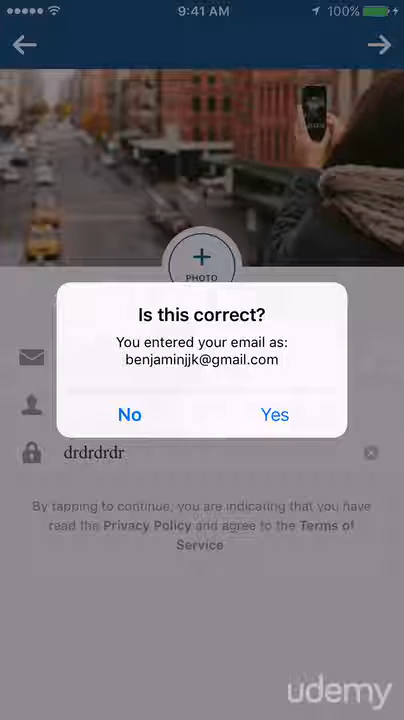 9:41 AM
100%
PHOTO
Is this correct?
You entered your email as:
benjaminjjk@gmail.com
No
Yes
drdrdrdr
By tapping to continue, you are indicating that you have
read the Privacy Policy and agree to the Terms of
Service
udemy